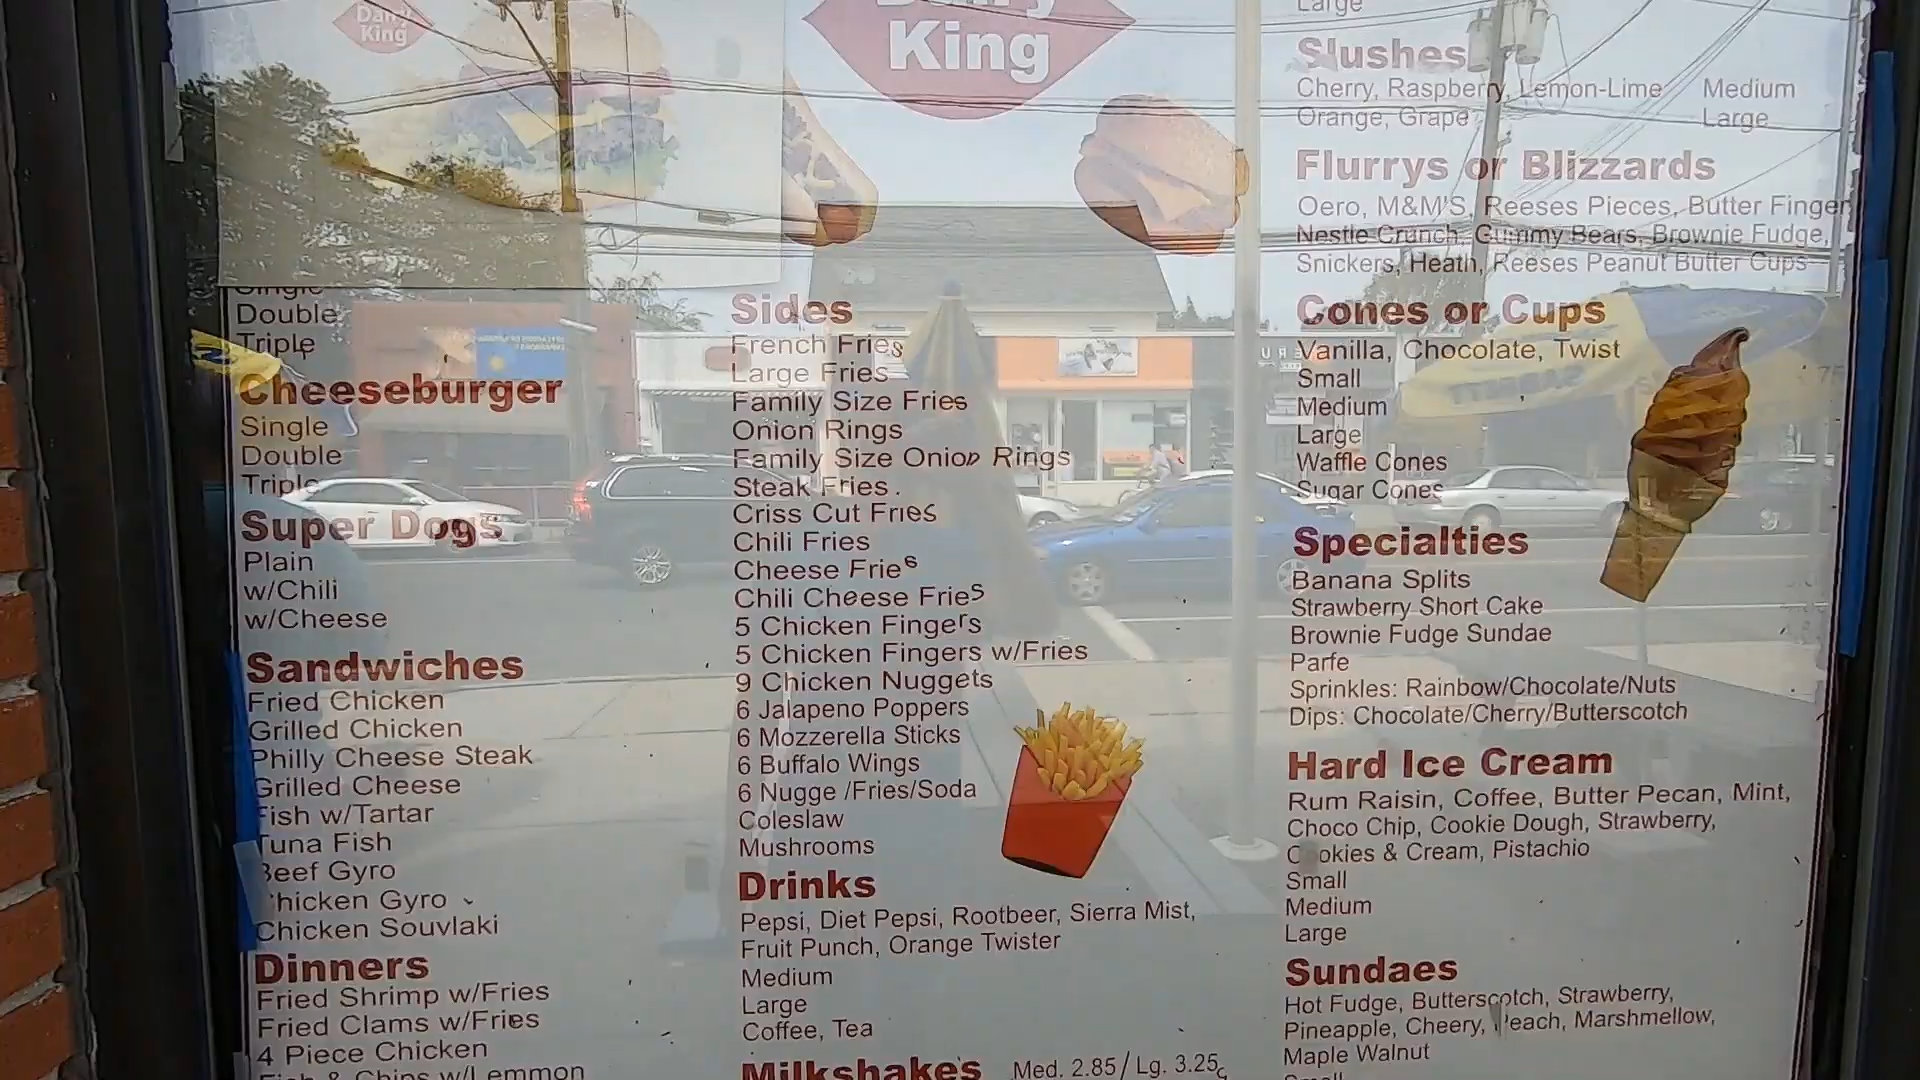 Dairy
King
Dairy
King
Single
Double
Triple
Cheeseburger
Single
Double
Triple
Super Dogs
Plain
w/Chili
w/Cheese
Sandwiches
Fried Chicken
Grilled Chicken
Philly Cheese Steak
Grilled Cheese
Fish w/Tartar
Tuna Fish
Beef Gyro
Chicken Gyro
Chicken Souvlaki
Dinners
Fried Shrimp w/Fries
Fried Clams w/Fries
4 Piece Chicken
Fish & Chips w/Lemmon
Sides
French Fries
Large Fries
Family Size Fries
Onion Rings
Family Size Onion Rings
Steak Fries
Criss Cut Fries
Chili Fries
Cheese Fries
Chili Cheese Fries
5 Chicken Fingers
5 Chicken Fingers w/Fries
9 Chicken Nuggets
6 Jalapeno Poppers
6 Mozzerella Sticks
6 Buffalo Wings
6 Nugge /Fries/Soda
Coleslaw
Mushrooms
Drinks
Pepsi, Diet Pepsi, Rootbeer, Sierra Mist,
Fruit Punch, Orange Twister
Medium
Large
Coffee, Tea
Milkshakes Med. 2.85 / Lg. 3.25
Large
Slushes
Cherry, Raspberry, Lemon-Lime Medium
Orange, Grape Large
Flurrys or Blizzards
Oero, M&M'S, Reeses Pieces, Butter Finger
Nestle Crunch, Gummy Bears, Brownie Fudge,
Snickers, Heath, Reeses Peanut Butter Cups
Cones or Cups
Vanilla, Chocolate, Twist
Small
Medium
Large
Waffle Cones
Sugar Cones
Specialties
Banana Splits
Strawberry Short Cake
Brownie Fudge Sundae
Parfe
Sprinkles: Rainbow/Chocolate/Nuts
Dips: Chocolate/Cherry/Butterscotch
Hard Ice Cream
Rum Raisin, Coffee, Butter Pecan, Mint,
Choco Chip, Cookie Dough, Strawberry,
Cookies & Cream, Pistachio
Small
Medium
Large
Sundaes
Hot Fudge, Butterscotch, Strawberry,
Pineapple, Cheery, Peach, Marshmellow,
Maple Walnut
Small